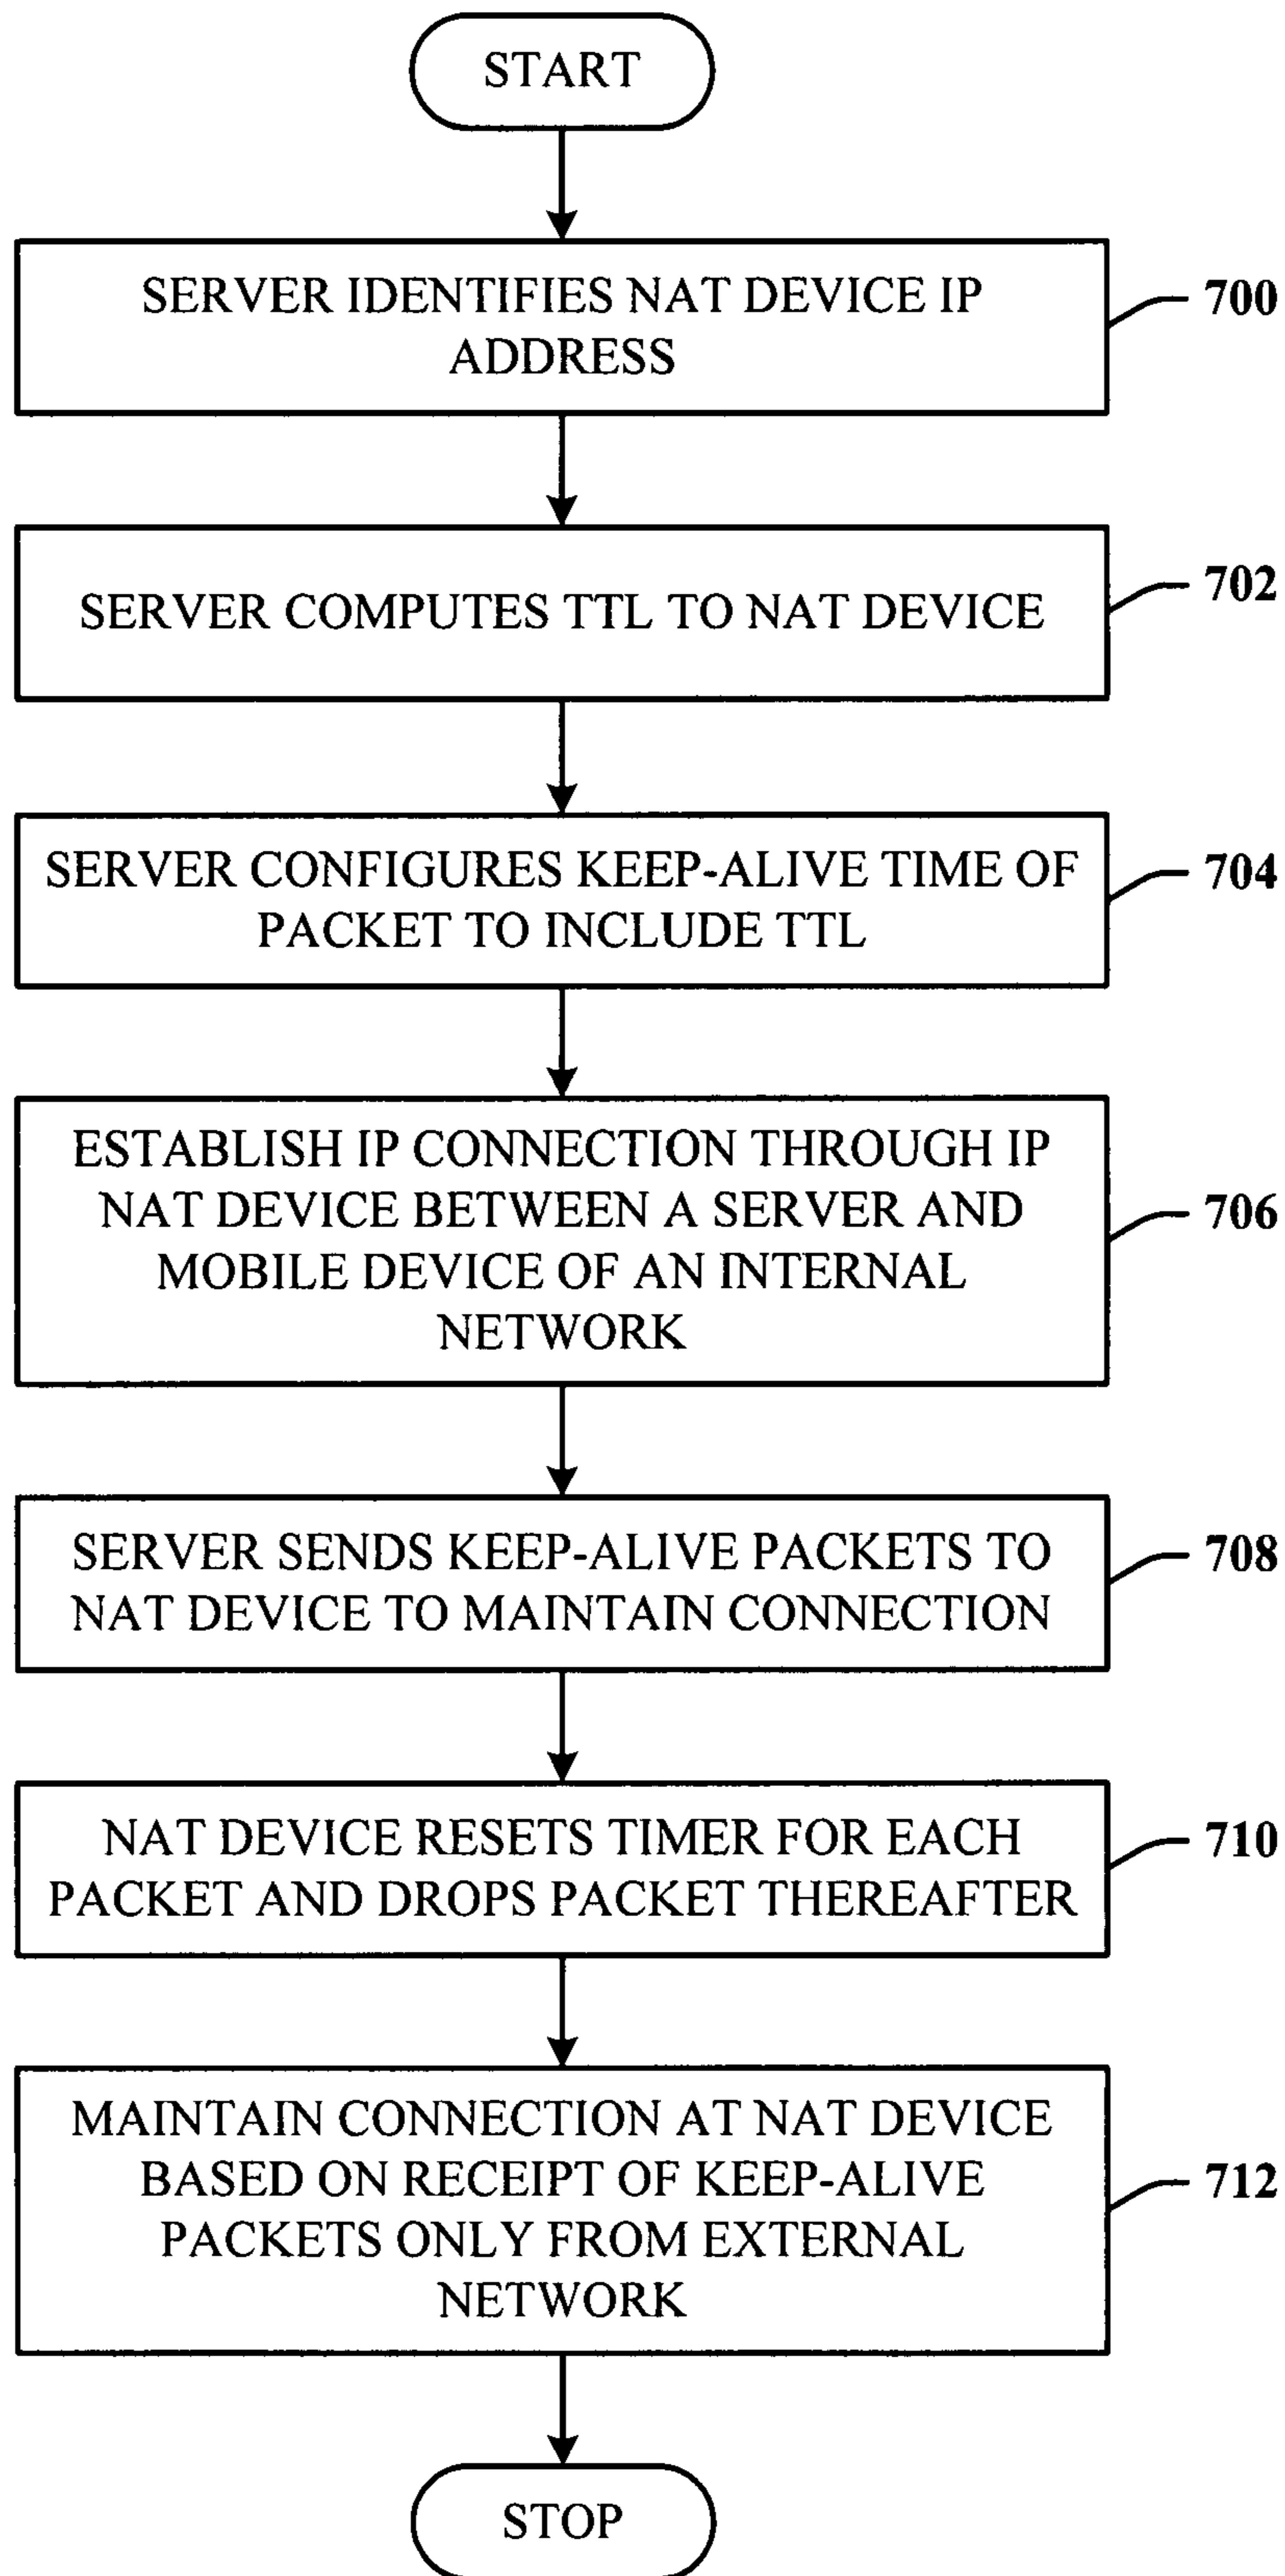 START
SERVER IDENTIFIES NAT DEVICE IP
ADDRESS
700
SERVER COMPUTES TTL TO NAT DEVICE
702
SERVER CONFIGURES KEEP-ALIVE TIME OF
PACKET TO INCLUDE TTL
704
ESTABLISH IP CONNECTION THROUGH IP
NAT DEVICE BETWEEN A SERVER AND
MOBILE DEVICE OF AN INTERNAL
NETWORK
706
SERVER SENDS KEEP-ALIVE PACKETS TO
NAT DEVICE TO MAINTAIN CONNECTION
708
NAT DEVICE RESETS TIMER FOR EACH
PACKET AND DROPS PACKET THEREAFTER
710
MAINTAIN CONNECTION AT NAT DEVICE
BASED ON RECEIPT OF KEEP-ALIVE
PACKETS ONLY FROM EXTERNAL
NETWORK
712
STOP